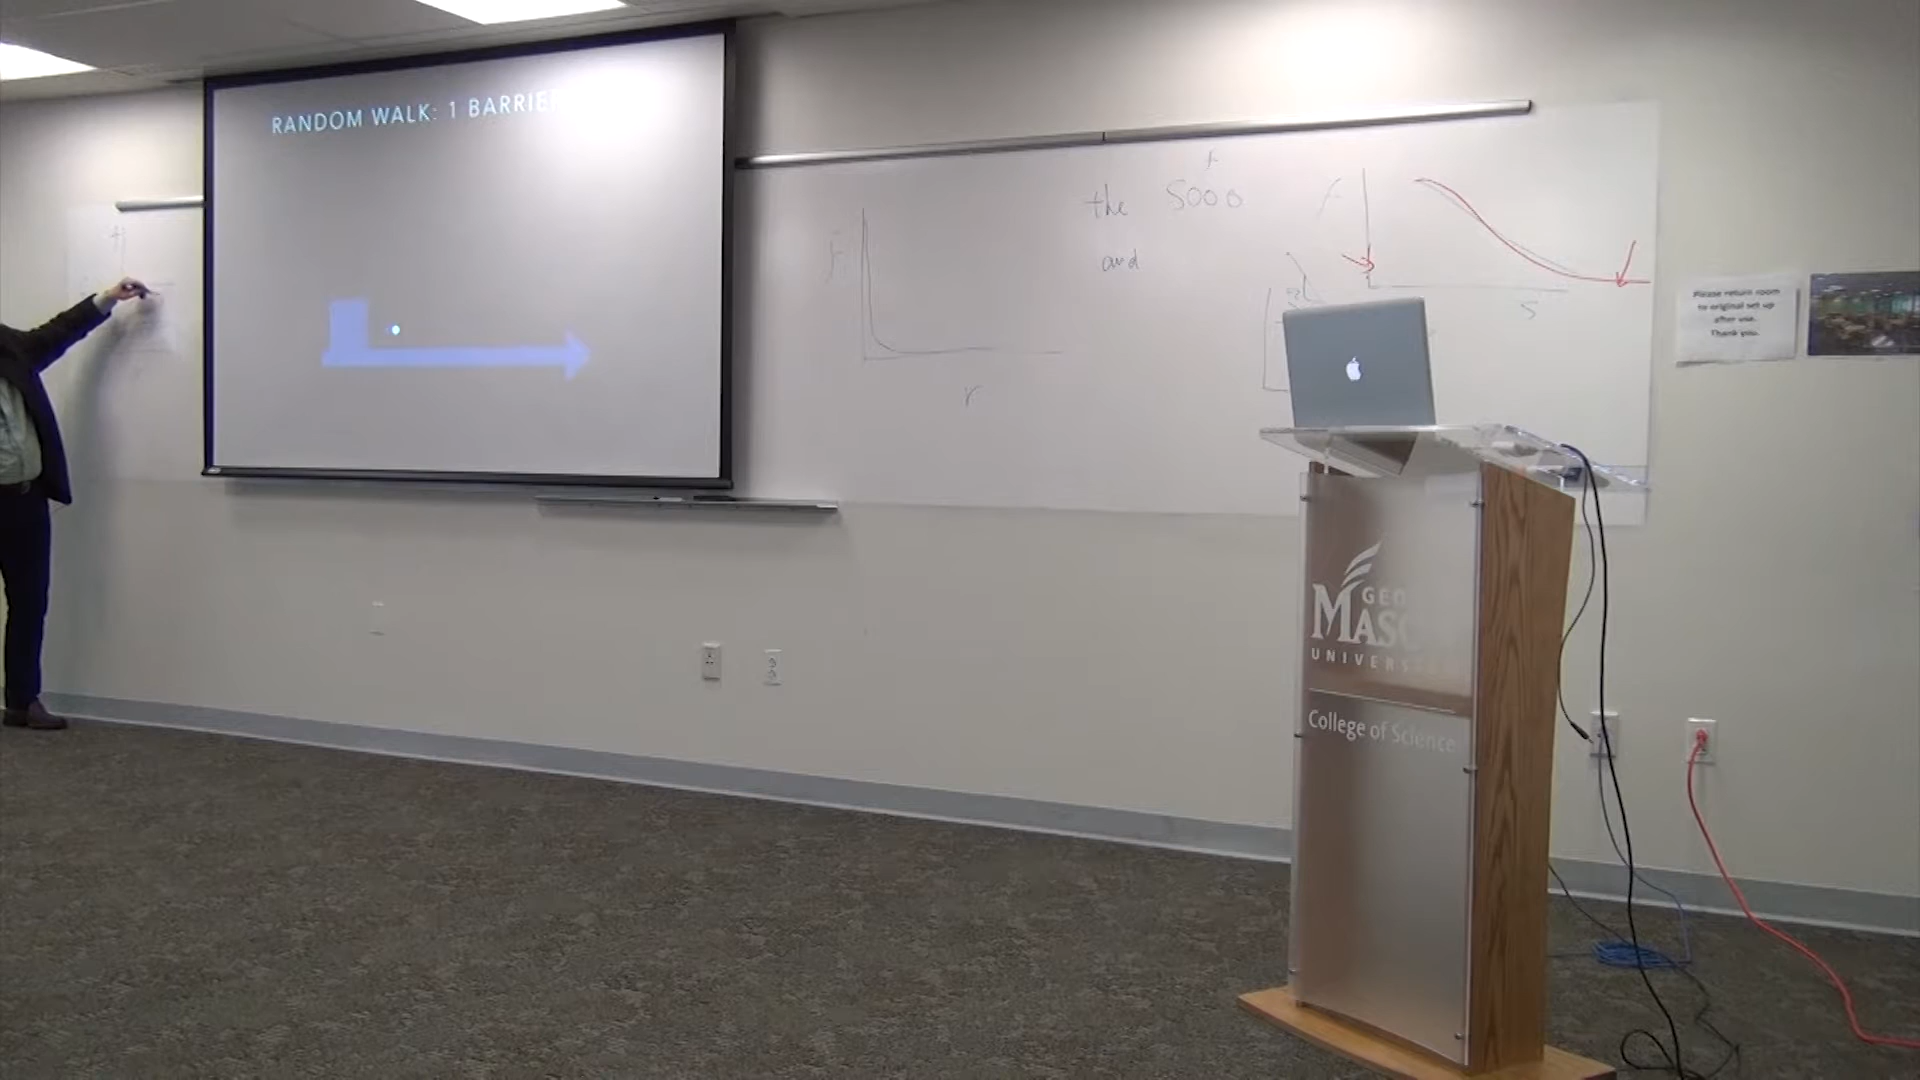 RANDOM WALK: 1 BARRIER
the 5000
and
r
S
Please return room
to original set up
after use.
Thank you.
GEO
MASO
UNIVERSI
College of Science